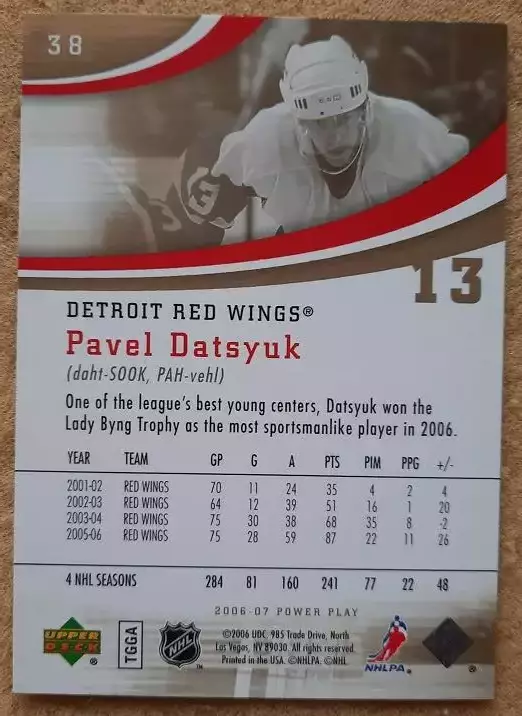 38
13
DETROIT RED WINGS®
Pavel Datsyuk
(daht-SOOK, PAH-vehl)
One of the league's best young centers, Datsyuk won the
Lady Byng Trophy as the most sportsmanlike player in 2006.
YEAR TEAM GP G A PTS PIM PPG +/-
2001-02 RED WINGS 70 11 24 35 4 2 4
2002-03 RED WINGS 64 12 39 51 16 1 20
2003-04 RED WINGS 75 30 38 68 35 8 -2
2005-06 RED WINGS 75 28 59 87 22 11 26
4 NHL SEASONS 284 81 160 241 77 22 48
2006-07 POWER PLAY
UPPER DECK ®
TGGA
NHL ™
©2006 UDC, 985 Trade Drive, North
Las Vegas, NV 89030. All rights reserved.
Printed in the USA. ©NHLPA. ©NHL.
NHLPA. ®